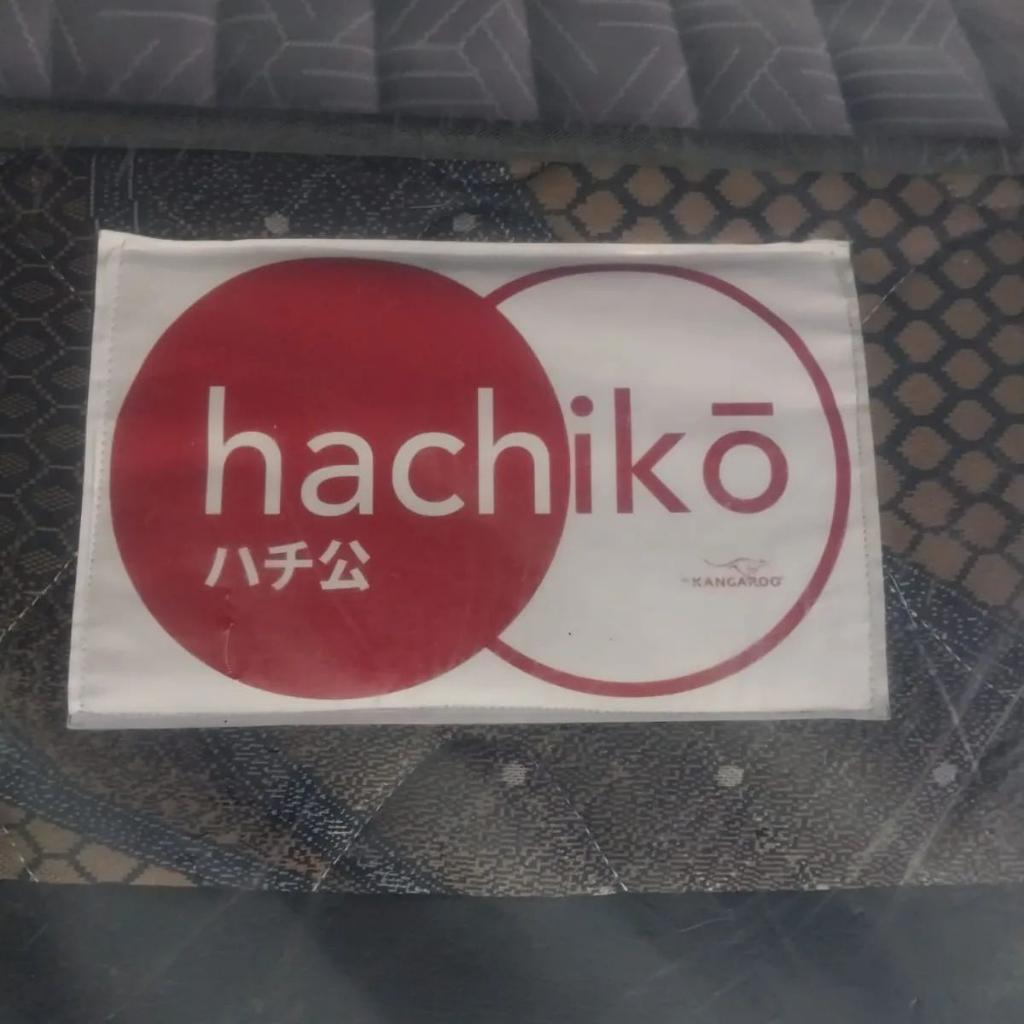 hachikō
ハチ公
KANGAROO